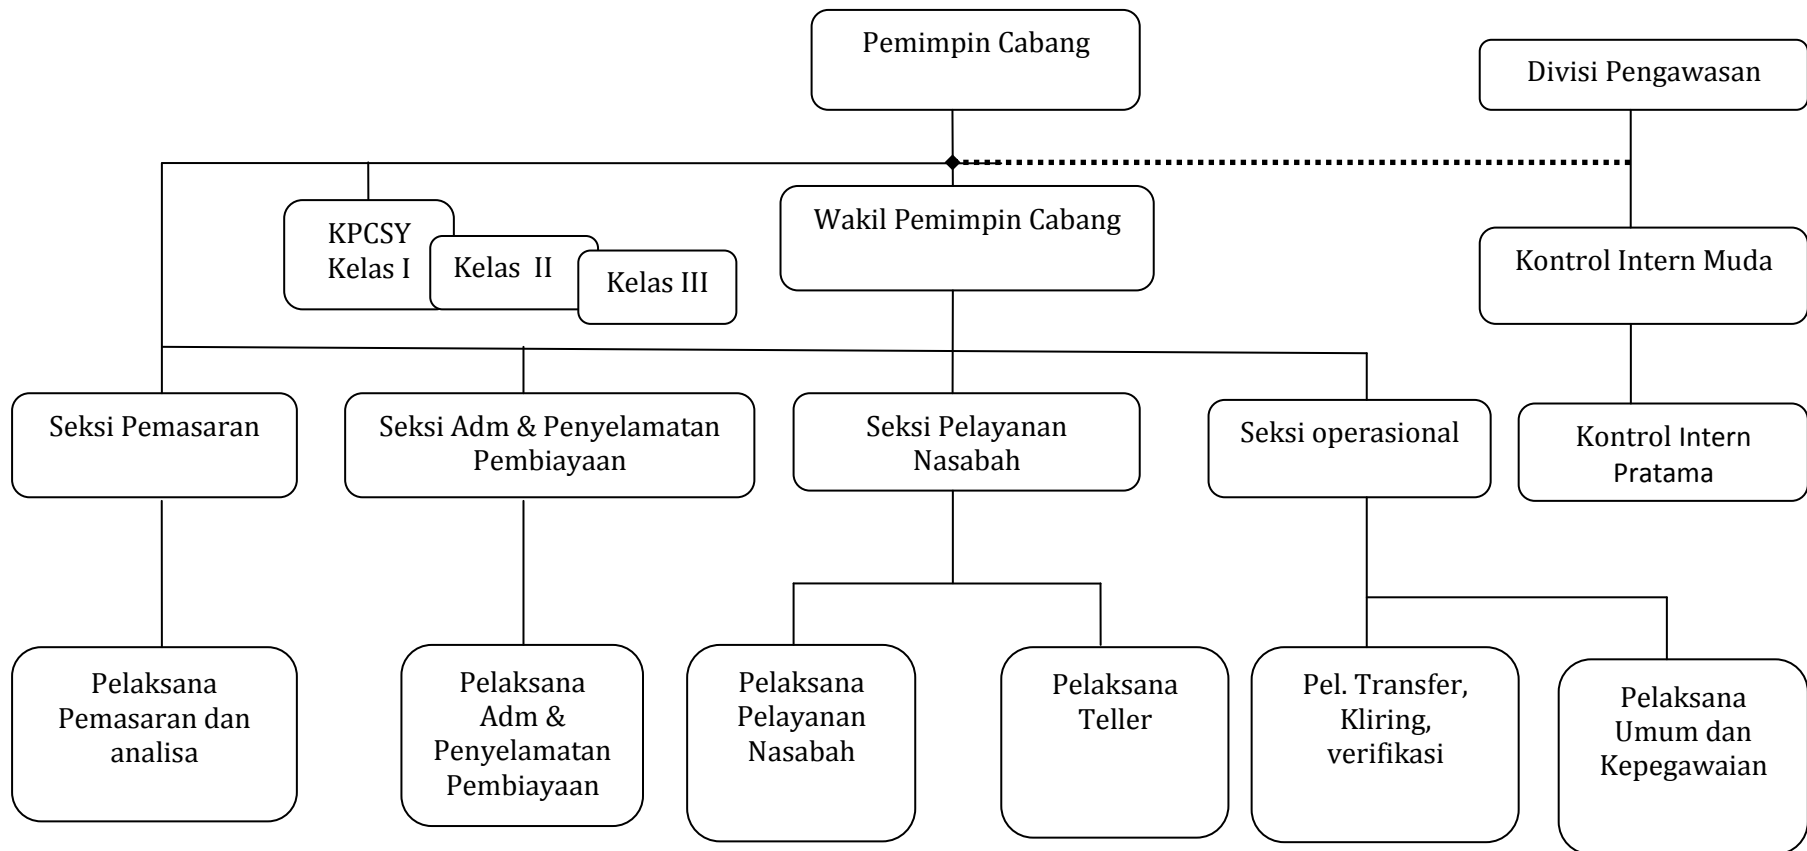 Pemimpin Cabang
Divisi Pengawasan
KPCSY
Kelas I
Kelas II
Kelas III
Wakil Pemimpin Cabang
Kontrol Intern Muda
Seksi Pemasaran
Seksi Adm & Penyelamatan
Pembiayaan
Seksi Pelayanan
Nasabah
Seksi operasional
Kontrol Intern
Pratama
Pelaksana
Pemasaran dan
analisa
Pelaksana
Adm &
Penyelamatan
Pembiayaan
Pelaksana
Pelayanan
Nasabah
Pelaksana
Teller
Pel. Transfer,
Kliring,
verifikasi
Pelaksana
Umum dan
Kepegawaian